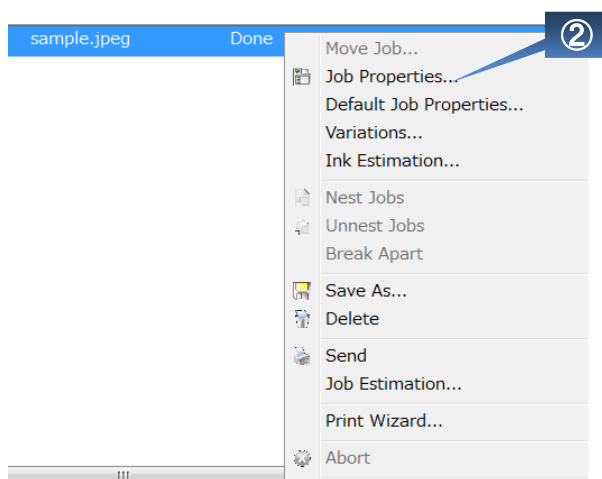 sample.jpeg Done
②
Move Job...
Job Properties...
Default Job Properties...
Variations...
Ink Estimation...
Nest Jobs
Unnest Jobs
Break Apart
Save As...
Delete
Send
Job Estimation...
Print Wizard...
Abort